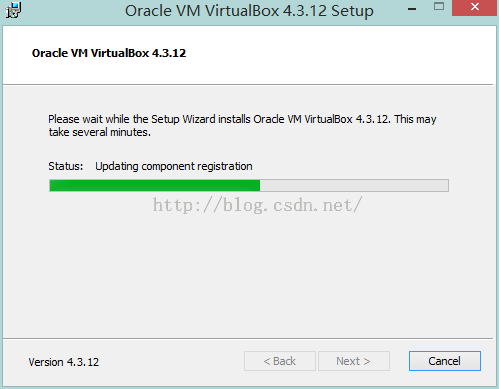 Oracle VM VirtualBox 4.3.12 Setup
Oracle VM VirtualBox 4.3.12
Please wait while the Setup Wizard installs Oracle VM VirtualBox 4.3.12. This may
take several minutes.
Status: Updating component registration
http://blog.csdn.net/
Version 4.3.12 < Back Next > Cancel